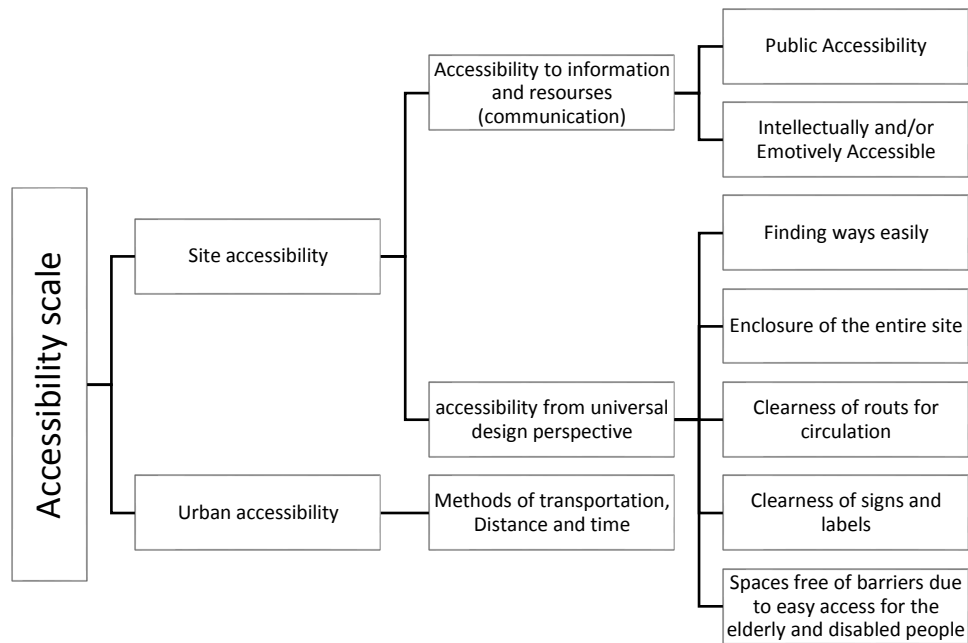 Accessibility scale
Site accessibility
Urban accessibility
Accessibility to information
and resourses
(communication)
accessibility from universal
design perspective
Methods of transportation,
Distance and time
Public Accessibility
Intellectually and/or
Emotively Accessible
Finding ways easily
Enclosure of the entire site
Clearness of routs for
circulation
Clearness of signs and
labels
Spaces free of barriers due
to easy access for the
elderly and disabled people